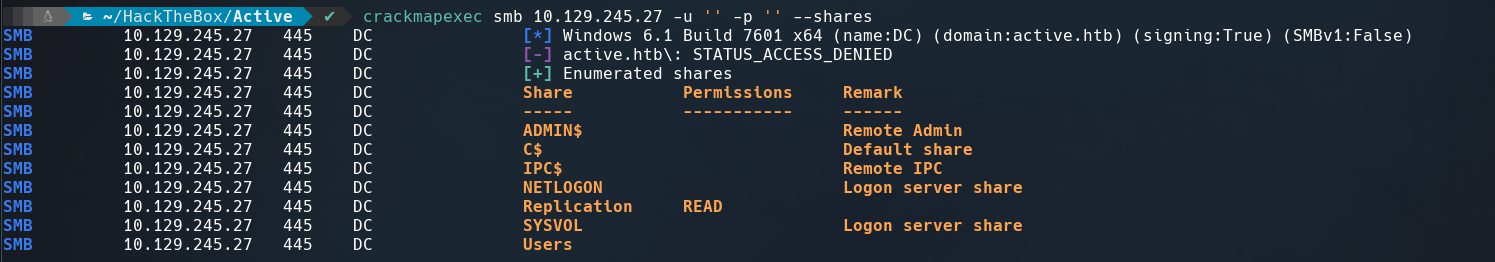 ~/HackTheBox/Active ✔ crackmapexec smb 10.129.245.27 -u '' -p '' --shares
SMB 10.129.245.27 445 DC [*] Windows 6.1 Build 7601 x64 (name:DC) (domain:active.htb) (signing:True) (SMBv1:False)
SMB 10.129.245.27 445 DC [-] active.htb\: STATUS_ACCESS_DENIED
SMB 10.129.245.27 445 DC [+] Enumerated shares
SMB 10.129.245.27 445 DC Share Permissions Remark
SMB 10.129.245.27 445 DC ----- ----------- ------
SMB 10.129.245.27 445 DC ADMIN$ Remote Admin
SMB 10.129.245.27 445 DC C$ Default share
SMB 10.129.245.27 445 DC IPC$ Remote IPC
SMB 10.129.245.27 445 DC NETLOGON Logon server share
SMB 10.129.245.27 445 DC Replication READ
SMB 10.129.245.27 445 DC SYSVOL Logon server share
SMB 10.129.245.27 445 DC Users